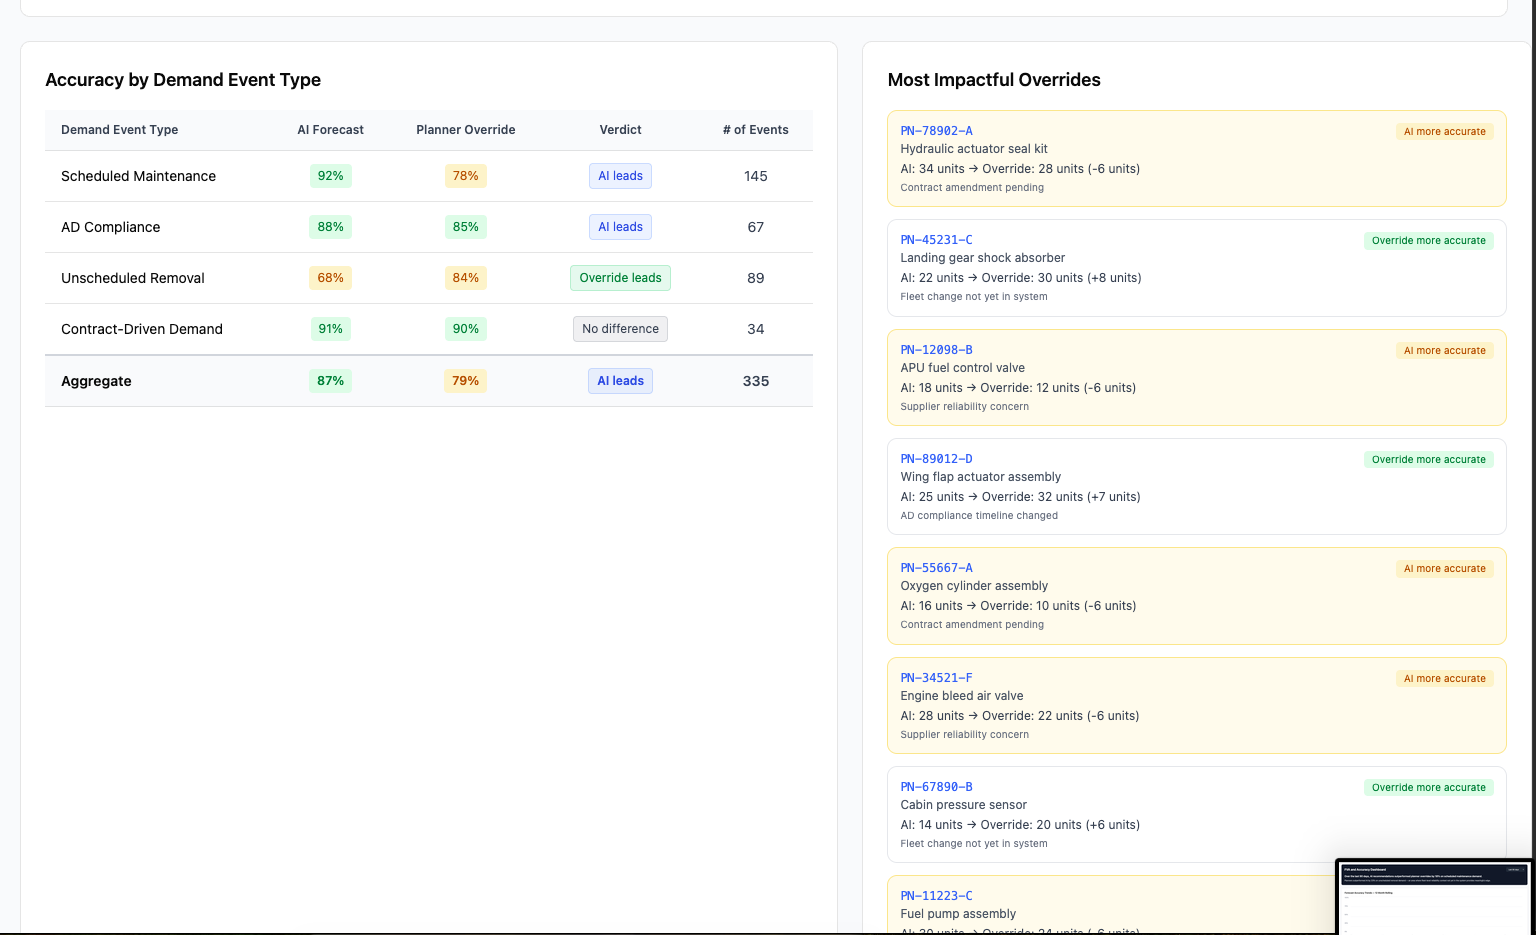 Accuracy by Demand Event Type
Demand Event Type AI Forecast Planner Override Verdict # of Events
Scheduled Maintenance 92% 78% AI leads 145
AD Compliance 88% 85% AI leads 67
Unscheduled Removal 68% 84% Override leads 89
Contract-Driven Demand 91% 90% No difference 34
Aggregate 87% 79% AI leads 335
Most Impactful Overrides
PN-78902-A AI more accurate
Hydraulic actuator seal kit
AI: 34 units → Override: 28 units (-6 units)
Contract amendment pending
PN-45231-C Override more accurate
Landing gear shock absorber
AI: 22 units → Override: 30 units (+8 units)
Fleet change not yet in system
PN-12098-B AI more accurate
APU fuel control valve
AI: 18 units → Override: 12 units (-6 units)
Supplier reliability concern
PN-89012-D Override more accurate
Wing flap actuator assembly
AI: 25 units → Override: 32 units (+7 units)
AD compliance timeline changed
PN-55667-A AI more accurate
Oxygen cylinder assembly
AI: 16 units → Override: 10 units (-6 units)
Contract amendment pending
PN-34521-F AI more accurate
Engine bleed air valve
AI: 28 units → Override: 22 units (-6 units)
Supplier reliability concern
PN-67890-B Override more accurate
Cabin pressure sensor
AI: 14 units → Override: 20 units (+6 units)
Fleet change not yet in system
PN-11223-C
Fuel pump assembly
AI: 30 units → Override: 24 units (-6 units)